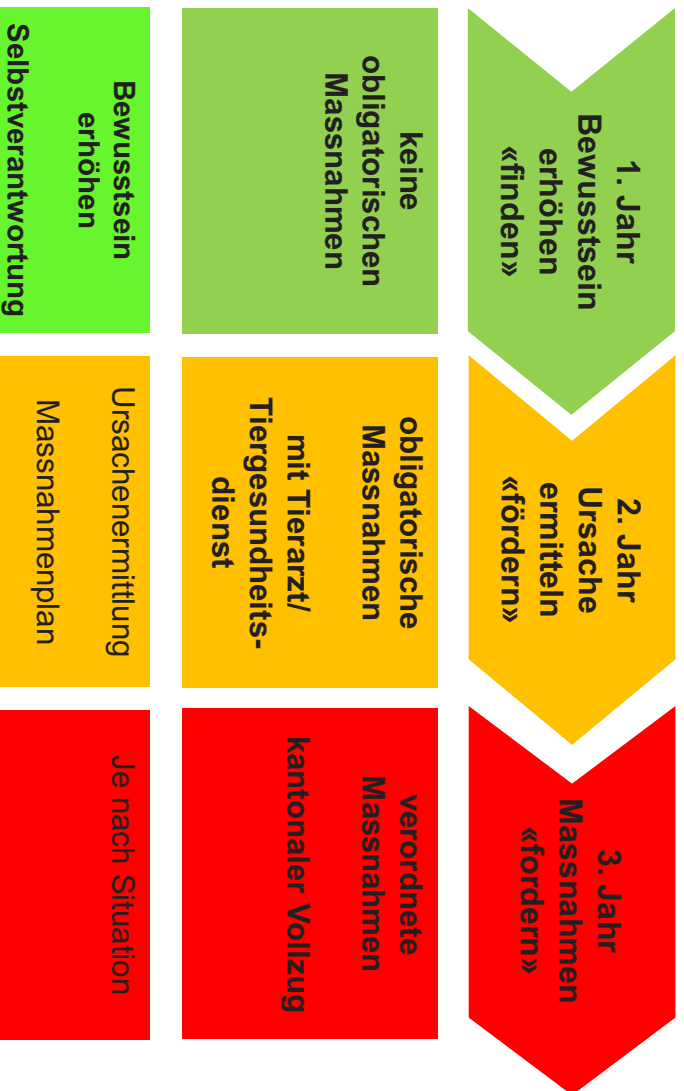 1. Jahr
Bewusstsein
erhöhen
«finden»
2. Jahr
Ursache
ermitteln
«fördern»
3. Jahr
Massnahmen
«fordern»
keine
obligatorischen
Massnahmen
obligatorische
Massnahmen
mit Tierarzt/
Tiergesundheits-
dienst
verordnete
Massnahmen
kantonaler Vollzug
Bewusstsein
erhöhen
Selbstverantwortung
Ursachenermittlung
Massnahmenplan
Je nach Situation